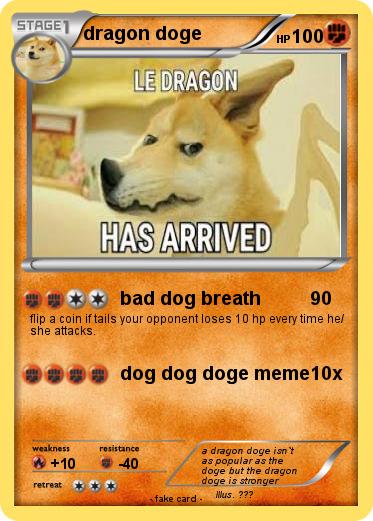 STAGE1
dragon doge
HP 100
LE DRAGON
HAS ARRIVED
bad dog breath 90
flip a coin if tails your opponent loses 10 hp every time he/
she attacks.
dog dog doge meme10x
weakness resistance
+10 -40
retreat
a dragon doge isn't
as popular as the
doge but the dragon
doge is stronger
- fake card -
Illus. ???